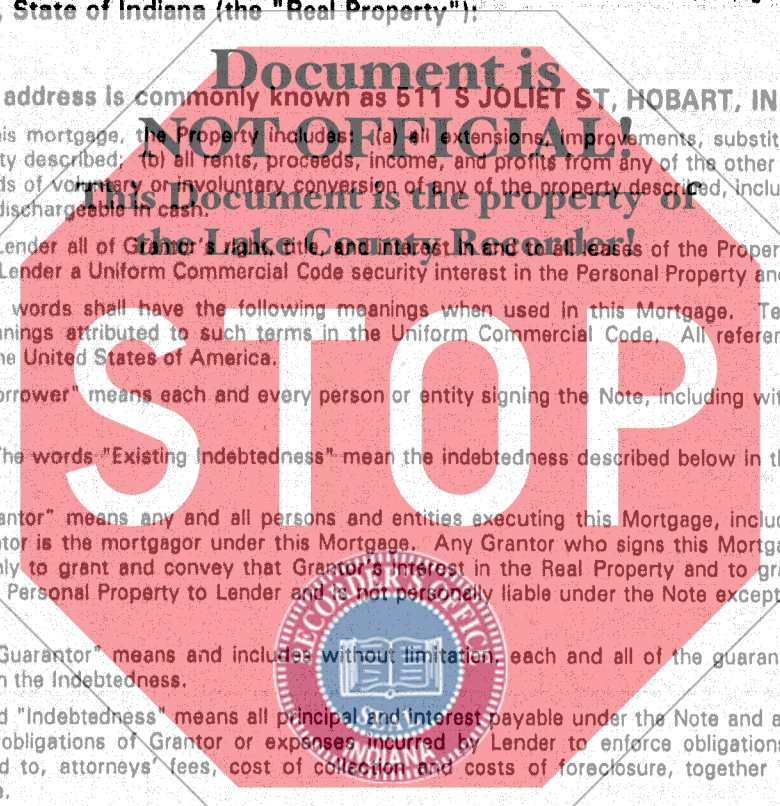 State of Indiana (the "Real Property"):
Document is
address is commonly known as 511 S JOLIET ST, HOBART, IN
NOT OFFICIAL!
is mortgage, the Property includes: (a) all extensions, improvements, substit
ty described; (b) all rents, proceeds, income, and profits from any of the other
ds of voluntary or involuntary conversion of any of the property described, inclu
This Document is the property of
dischargeable in cash.
the Lake County Recorder!
Lender all of Grantor's right, title, and interest in and to all leases of the Proper
Lender a Uniform Commercial Code security interest in the Personal Property and
words shall have the following meanings when used in this Mortgage. Te
nings attributed to such terms in the Uniform Commercial Code. All referen
he United States of America.
STOP
orrower" means each and every person or entity signing the Note, including wit
The words "Existing Indebtedness" mean the indebtedness described below in th
antor" means any and all persons and entities executing this Mortgage, includ
tor is the mortgagor under this Mortgage. Any Grantor who signs this Mortga
nly to grant and convey that Grantor's interest in the Real Property and to gra
Personal Property to Lender and is not personally liable under the Note except
RECORDER'S OFFICE
Guarantor" means and includes without limitation, each and all of the guarant
n the Indebtedness.
d "Indebtedness" means all principal and interest payable under the Note and a
SEAL
obligations of Grantor or expenses incurred by Lender to enforce obligations
INDIANA
d to, attorneys' fees, cost of collection and costs of foreclosure, together
e.